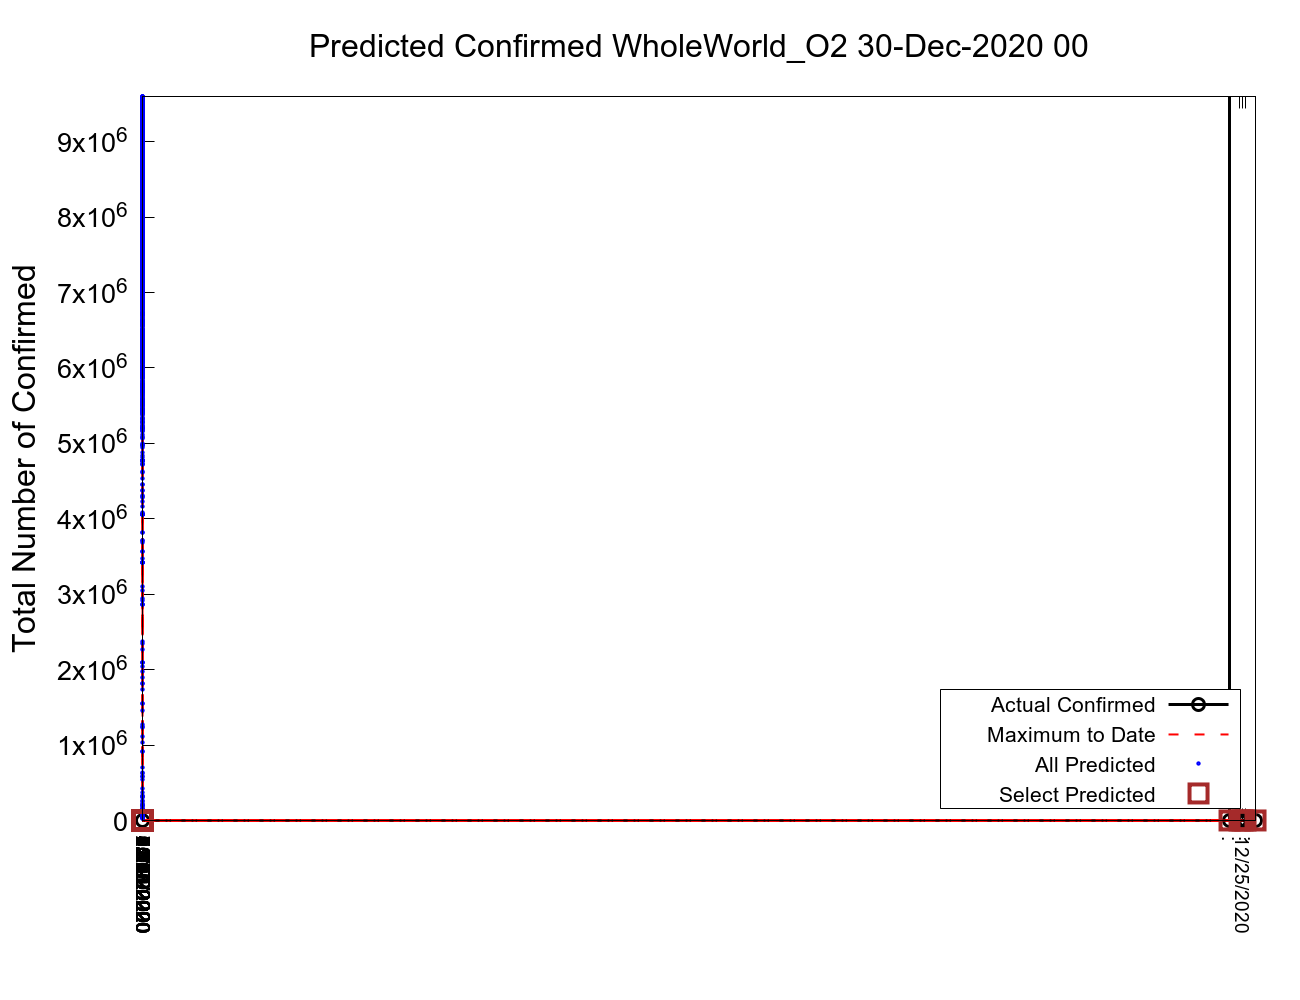 Predicted Confirmed WholeWorld_O2 30-Dec-2020 00
Total Number of Confirmed
9x10^6
8x10^6
7x10^6
6x10^6
5x10^6
4x10^6
3x10^6
2x10^6
1x10^6
0
Actual Confirmed
Maximum to Date
All Predicted
Select Predicted
12/25/2020